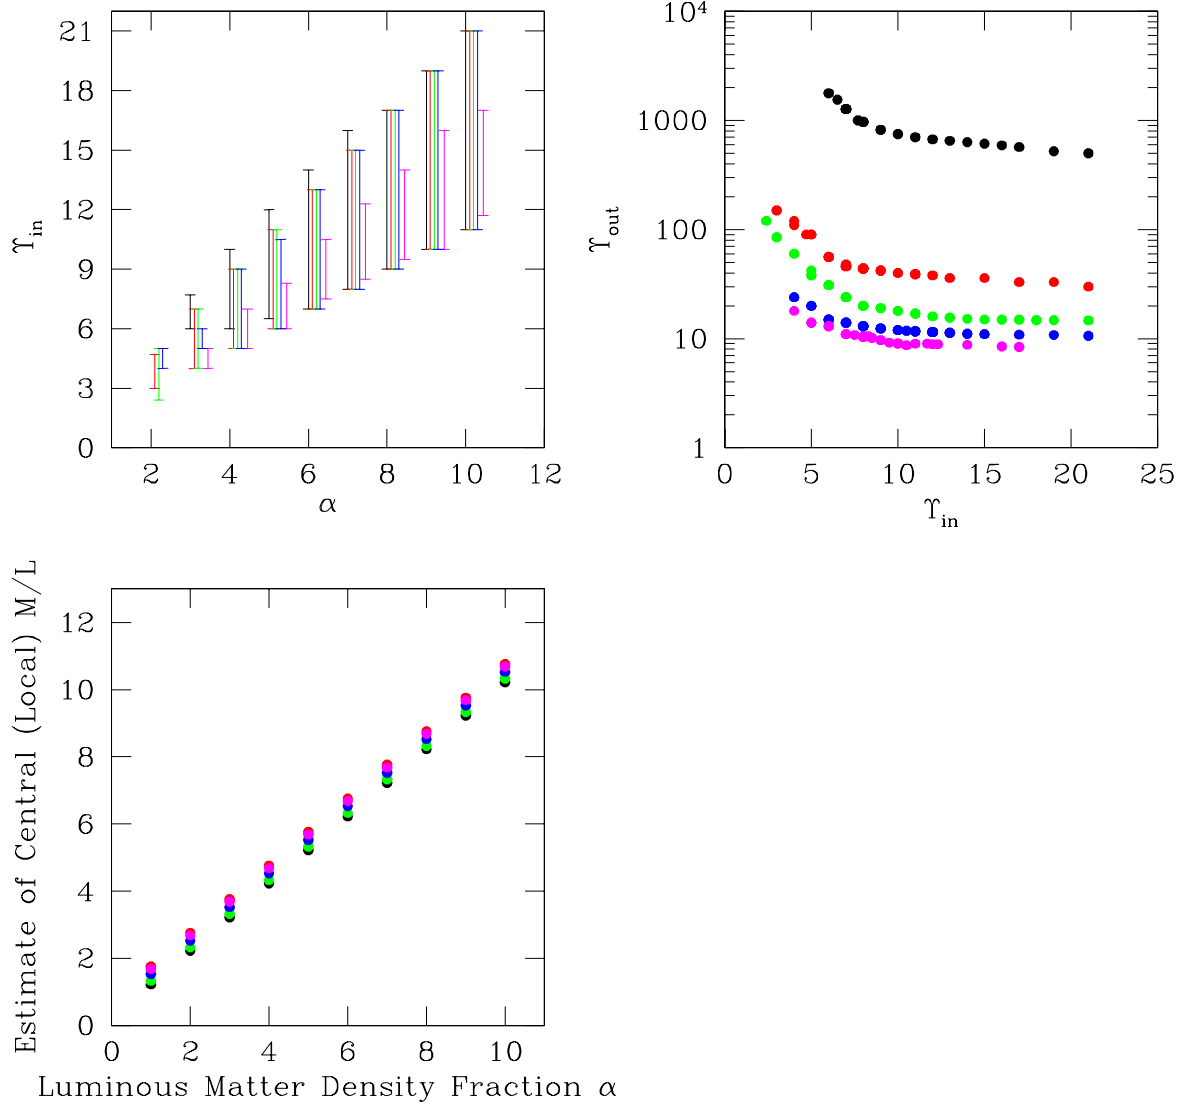 21
18
15
12
9
6
3
0
ϒin
2 4 6 8 10 12
α
10⁴
1000
100
10
1
ϒout
0 5 10 15 20 25
ϒin
12
10
8
6
4
2
0
Estimate of Central (Local) M/L
0 2 4 6 8 10
Luminous Matter Density Fraction α